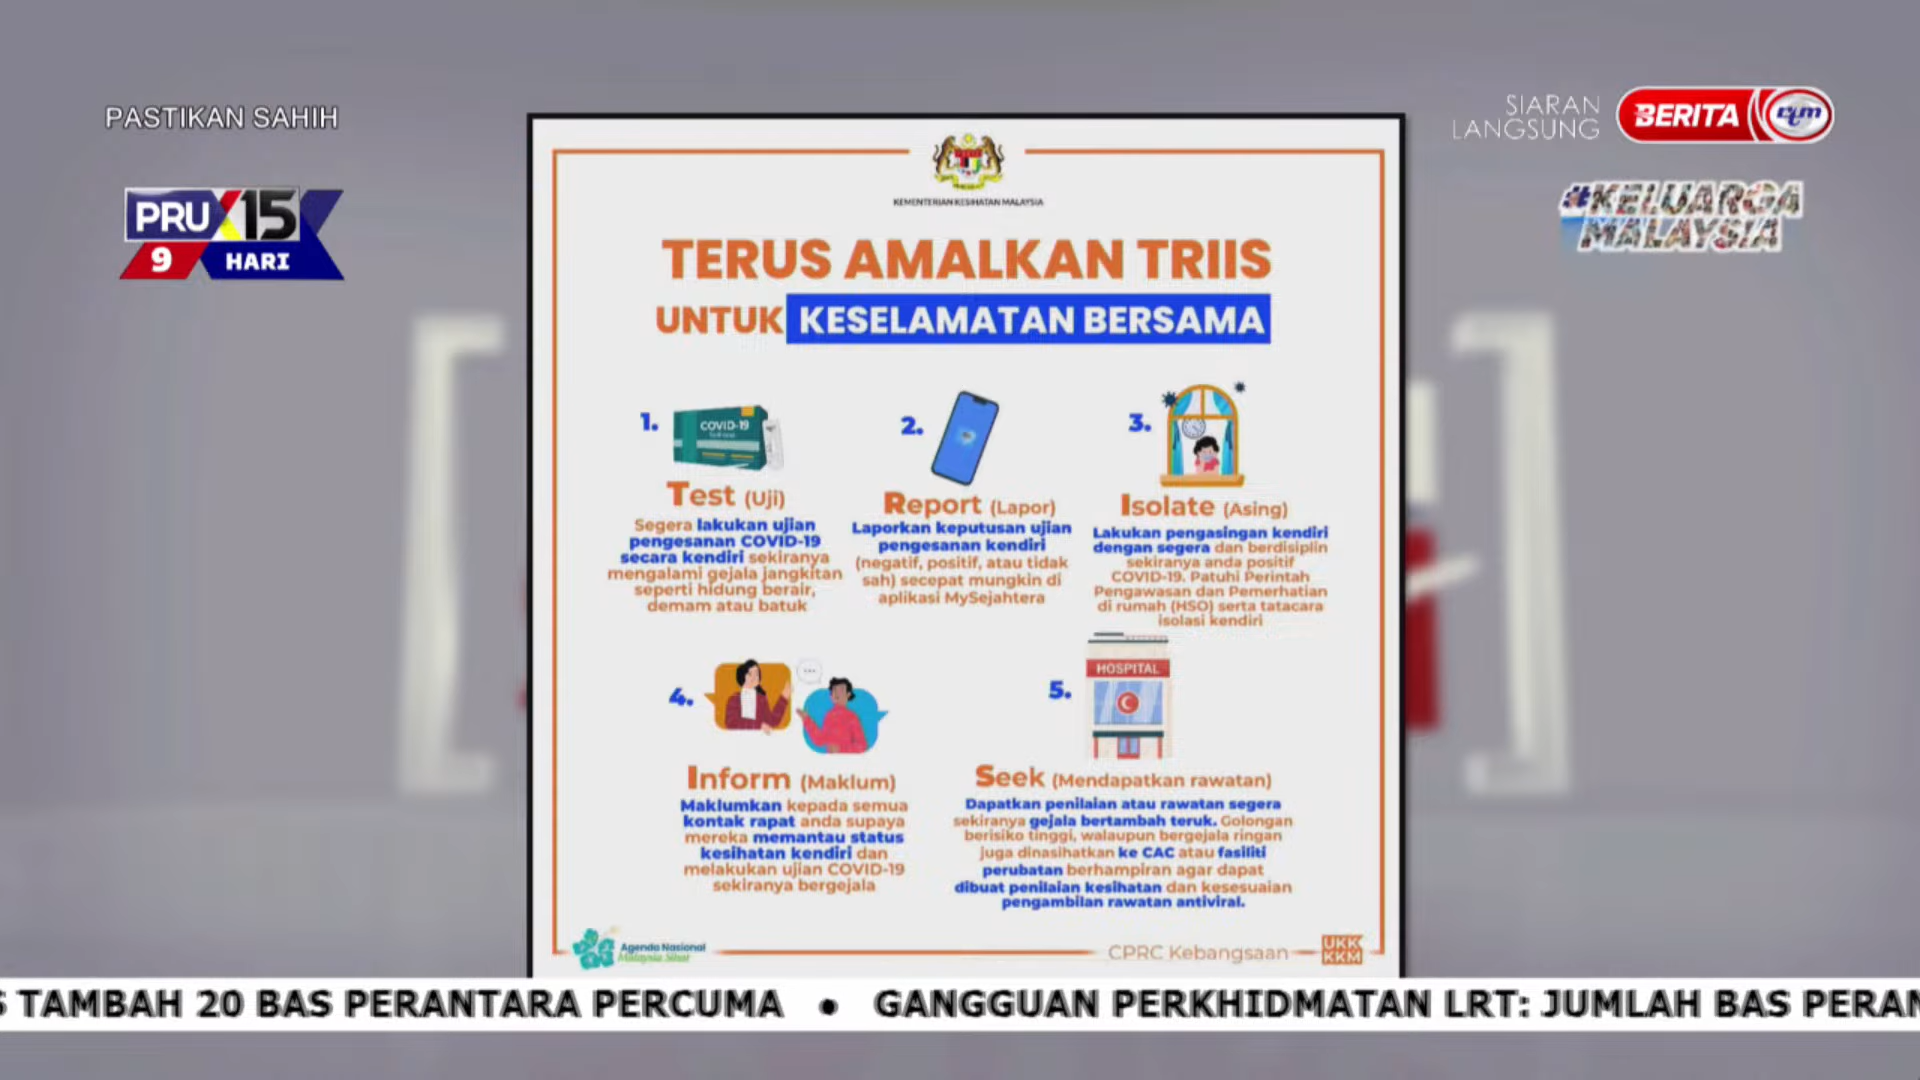 PASTIKAN SAHIH
SIARAN
LANGSUNG
BERITA rtm
PRU 15
9 HARI
#KELUARGA
MALAYSIA
KEMENTERIAN KESIHATAN MALAYSIA
TERUS AMALKAN TRIIS
UNTUK KESELAMATAN BERSAMA
1.
COVID-19
Test (Uji)
Segera lakukan ujian
pengesanan COVID-19
secara kendiri sekiranya
mengalami gejala jangkitan
seperti hidung berair,
demam atau batuk
2.
Report (Lapor)
Laporkan keputusan ujian
pengesanan kendiri
(negatif, positif, atau tidak
sah) secepat mungkin di
aplikasi MySejahtera
3.
Isolate (Asing)
Lakukan pengasingan kendiri
dengan segera dan berdisiplin
sekiranya anda positif
COVID-19. Patuhi Perintah
Pengawasan dan Pemerhatian
di rumah (HSO) serta tatacara
isolasi kendiri
4.
Inform (Maklum)
Maklumkan kepada semua
kontak rapat anda supaya
mereka memantau status
kesihatan kendiri dan
melakukan ujian COVID-19
sekiranya bergejala
5.
HOSPITAL
Seek (Mendapatkan rawatan)
Dapatkan penilaian atau rawatan segera
sekiranya gejala bertambah teruk. Golongan
berisiko tinggi, walaupun bergejala ringan
juga dinasihatkan ke CAC atau fasiliti
perubatan berhampiran agar dapat
dibuat penilaian kesihatan dan kesesuaian
pengambilan rawatan antiviral.
Agenda Nasional
Malaysia Sihat
CPRC Kebangsaan
UKK
KKM
S TAMBAH 20 BAS PERANTARA PERCUMA • GANGGUAN PERKHIDMATAN LRT: JUMLAH BAS PERAN